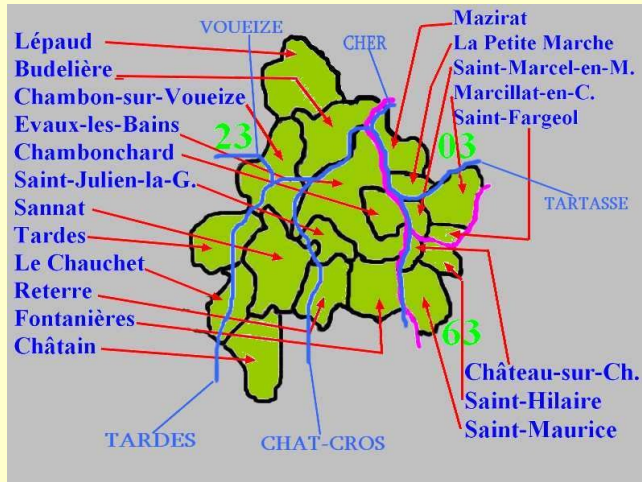 VOUEIZE
CHER
Mazirat
La Petite Marche
Saint-Marcel-en-M.
Marcillat-en-C.
Saint-Fargeol
Lépaud
Budelière
Chambon-sur-Voueize
Evaux-les-Bains
Chambonchard
Saint-Julien-la-G.
Sannat
Tardes
Le Chauchet
Reterre
Fontanières
Châtain
23
03
TARTASSE
63
Château-sur-Ch.
Saint-Hilaire
Saint-Maurice
TARDES
CHAT-CROS